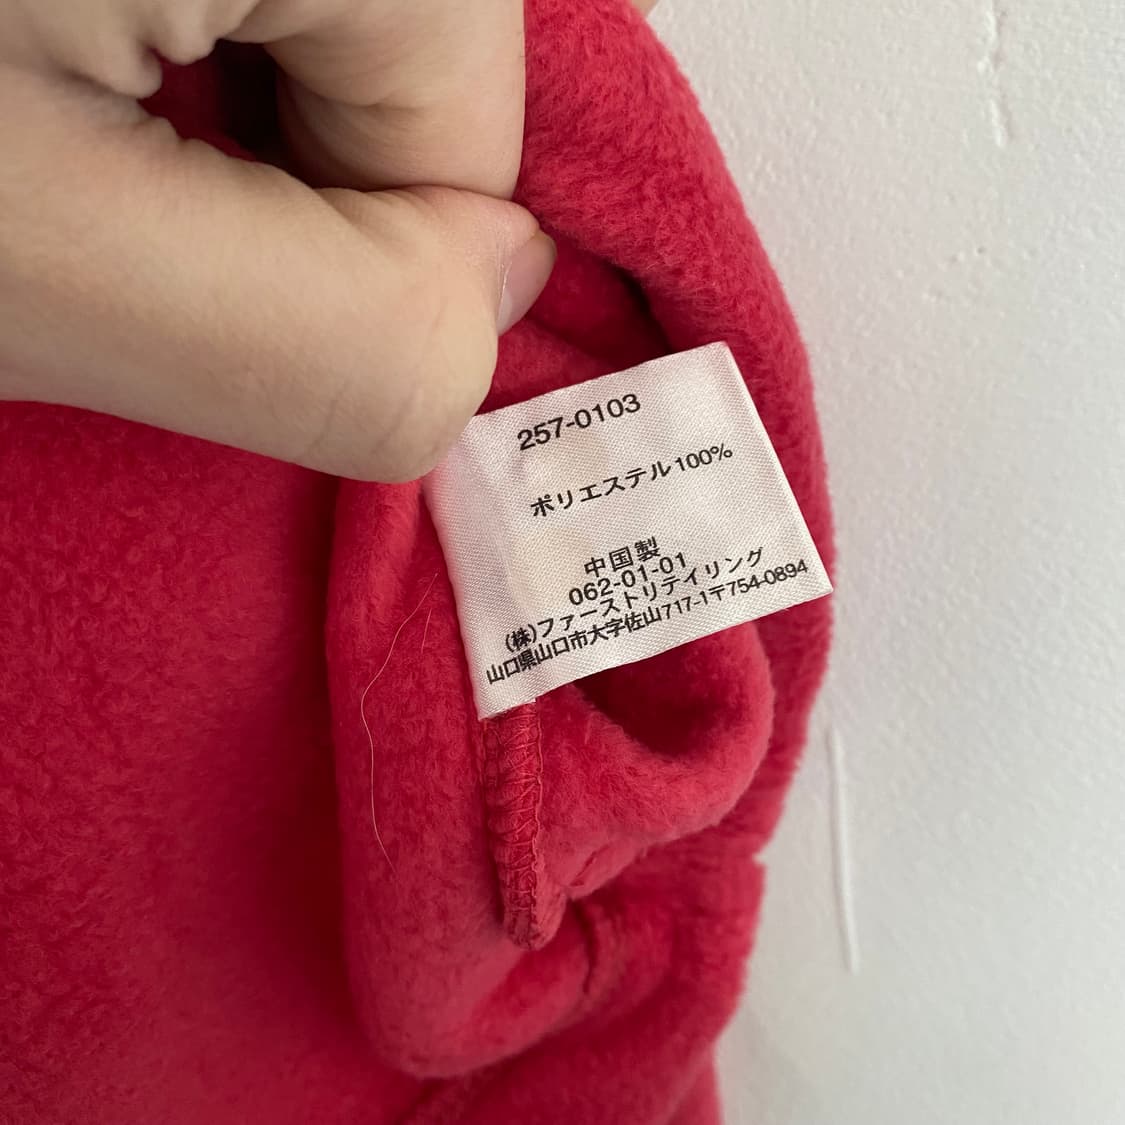 257-0103
ポリエステル100%
中国製
062-01-01
(株)ファーストリテイリング
山口県山口市大字佐山717-1〒754-0894